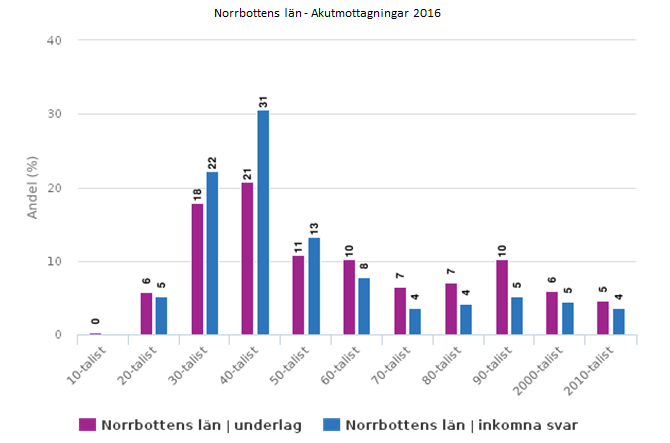 Norrbottens län - Akutmottagningar 2016
40
30
20
10
0
Andel (%)
0
6
5
18
22
21
31
11
13
10
8
7
4
7
4
10
5
6
5
5
4
10-talist
20-talist
30-talist
40-talist
50-talist
60-talist
70-talist
80-talist
90-talist
2000-talist
2010-talist
Norrbottens län | underlag
Norrbottens län | inkomna svar